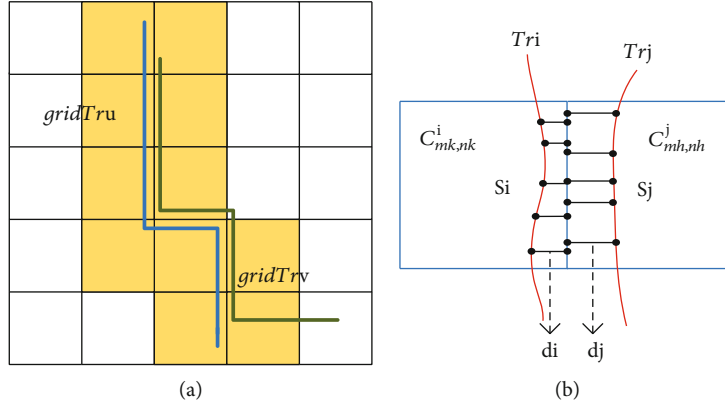 gridTru
gridTrv
(a)
Tri
Trj
C^i_{mk,nk}
C^j_{mh,nh}
Si
Sj
di
dj
(b)